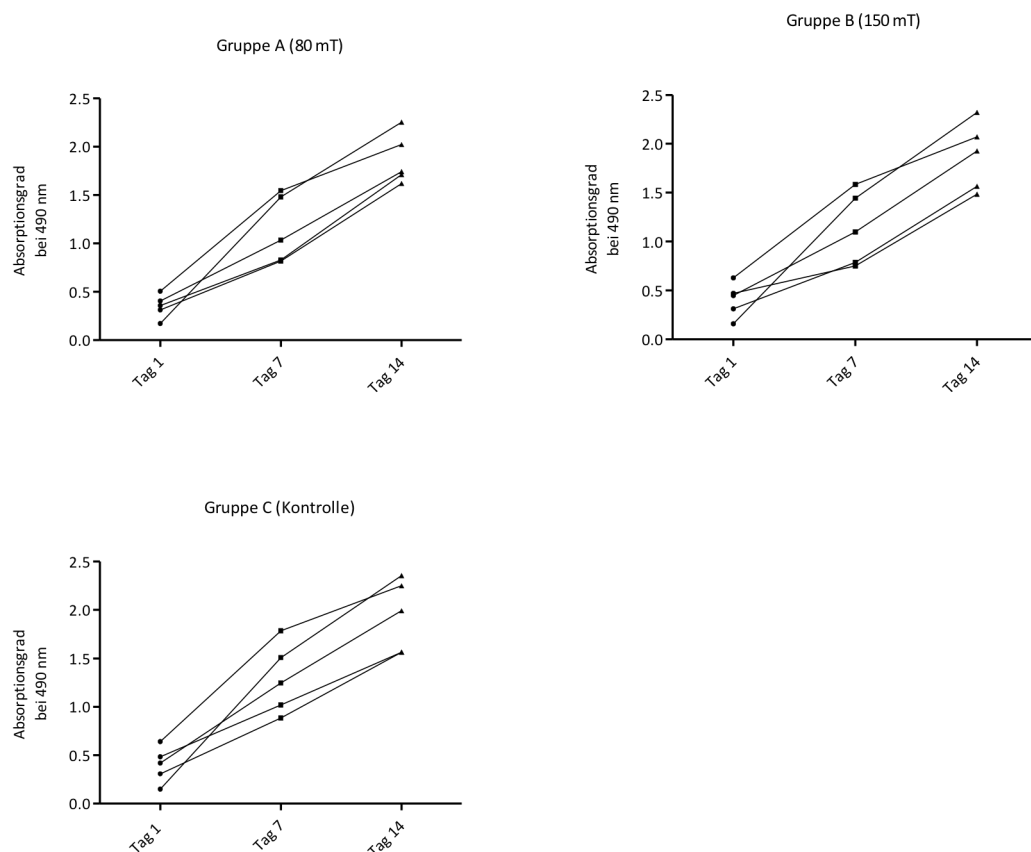 Gruppe A (80 mT)
Absorptionsgrad
bei 490 nm
2.5
2.0
1.5
1.0
0.5
0.0
Tag 1
Tag 7
Tag 14
Gruppe B (150 mT)
Absorptionsgrad
bei 490 nm
2.5
2.0
1.5
1.0
0.5
0.0
Tag 1
Tag 7
Tag 14
Gruppe C (Kontrolle)
Absorptionsgrad
bei 490 nm
2.5
2.0
1.5
1.0
0.5
0.0
Tag 1
Tag 7
Tag 14